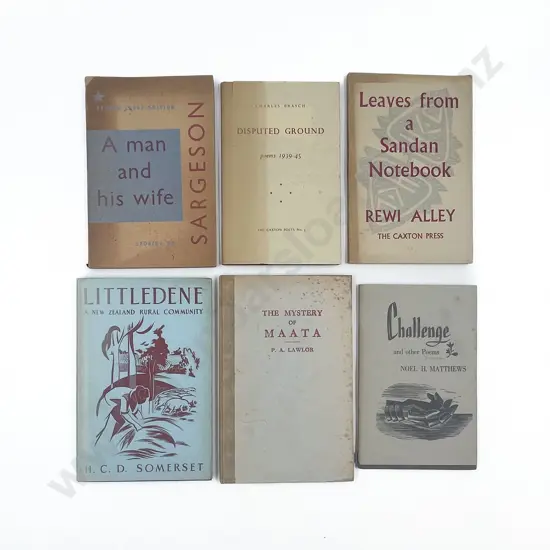 A man
and
his wife
SARGESON
CHARLES BRASCH
DISPUTED GROUND
poems 1939-45
Leaves from
a
Sandan
Notebook
REWI ALLEY
THE CAXTON PRESS
LITTLEDENE
A NEW ZEALAND RURAL COMMUNITY
H. C. D. SOMERSET
THE MYSTERY
OF
MAATA
P. A. LAWLOR
Challenge
and other Poems
NOEL H. MATTHEWS